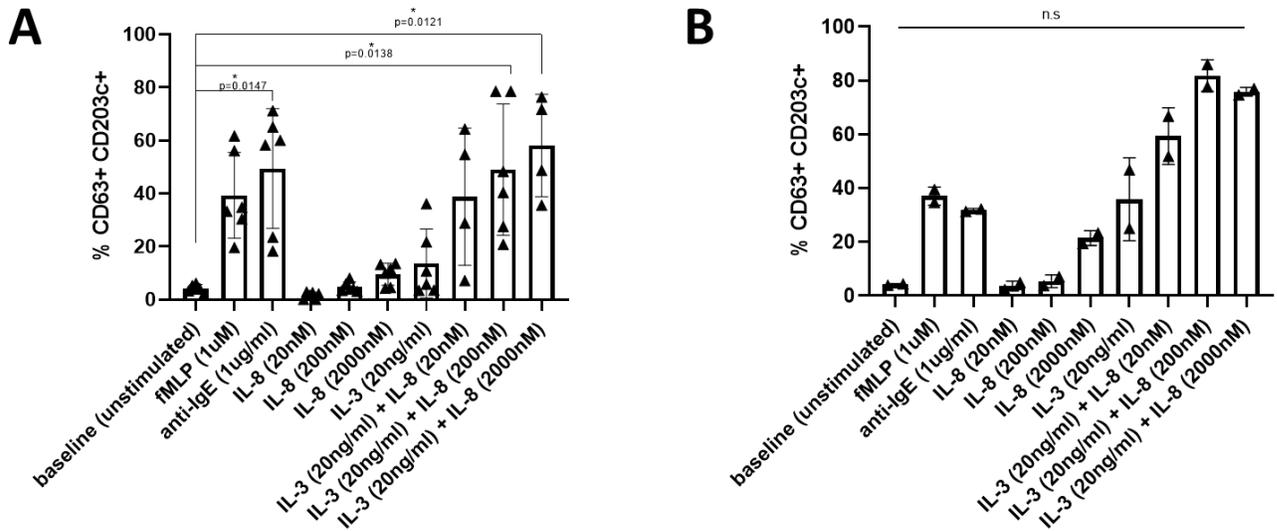 A
% CD63+ CD203c+
100
80
60
40
20
0
*
p=0.0121
*
p=0.0138
*
p=0.0147
baseline (unstimulated)
fMLP (1uM)
anti-IgE (1ug/ml)
IL-8 (20nM)
IL-8 (200nM)
IL-8 (2000nM)
IL-3 (20ng/ml)
IL-3 (20ng/ml) + IL-8 (20nM)
IL-3 (20ng/ml) + IL-8 (200nM)
IL-3 (20ng/ml) + IL-8 (2000nM)
B
% CD63+ CD203c+
100
80
60
40
20
0
n.s
baseline (unstimulated)
fMLP (1uM)
anti-IgE (1ug/ml)
IL-8 (20nM)
IL-8 (200nM)
IL-8 (2000nM)
IL-3 (20ng/ml)
IL-3 (20ng/ml) + IL-8 (20nM)
IL-3 (20ng/ml) + IL-8 (200nM)
IL-3 (20ng/ml) + IL-8 (2000nM)